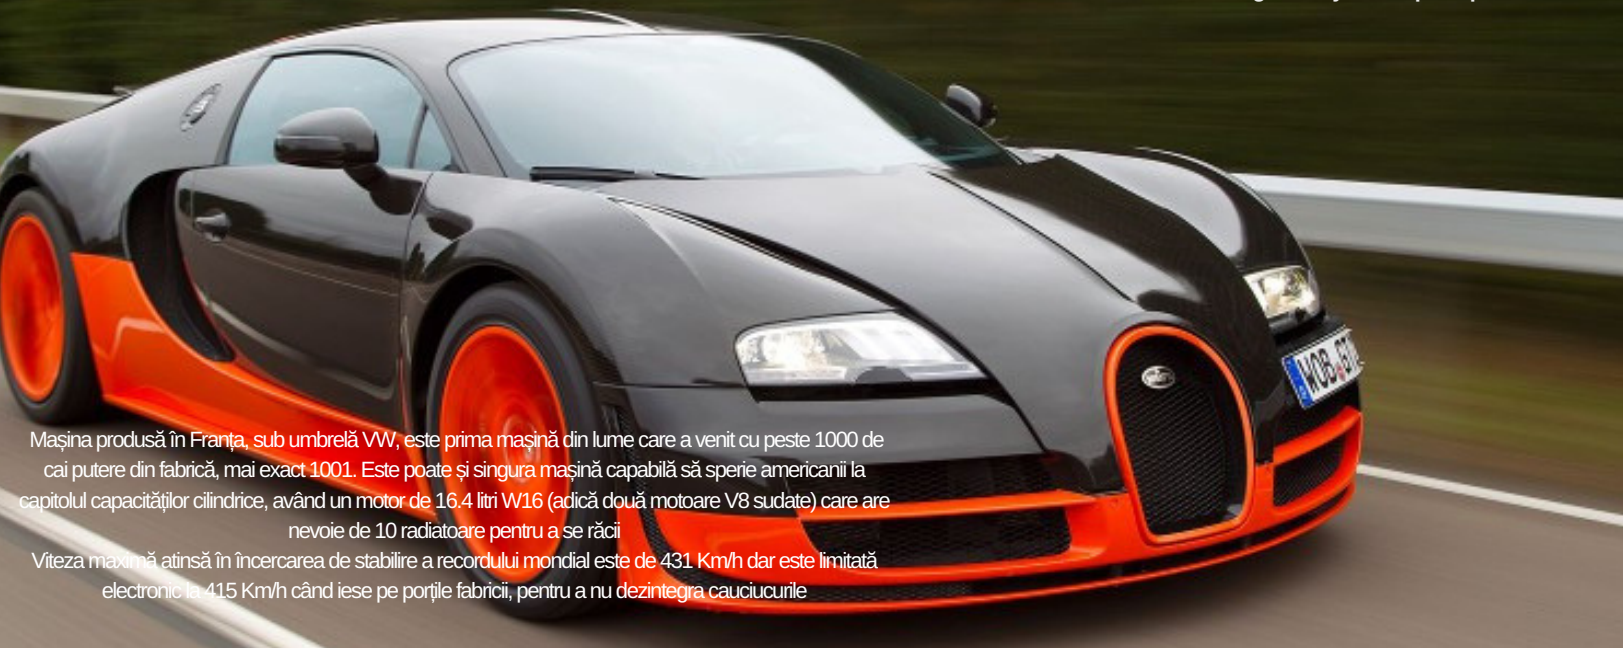 Mașina produsă în Franța, sub umbrelă VW, este prima mașină din lume care a venit cu peste 1000 de
cai putere din fabrică, mai exact 1001. Este poate și singura mașină capabilă să sperie americanii la
capitolul capacităților cilindrice, având un motor de 16.4 litri W16 (adică două motoare V8 sudate) care are
nevoie de 10 radiatoare pentru a se răcii
Viteza maximă atinsă în încercarea de stabilire a recordului mondial este de 431 Km/h dar este limitată
electronic la 415 Km/h când iese pe porțile fabricii, pentru a nu dezintegra cauciucurile
WOB